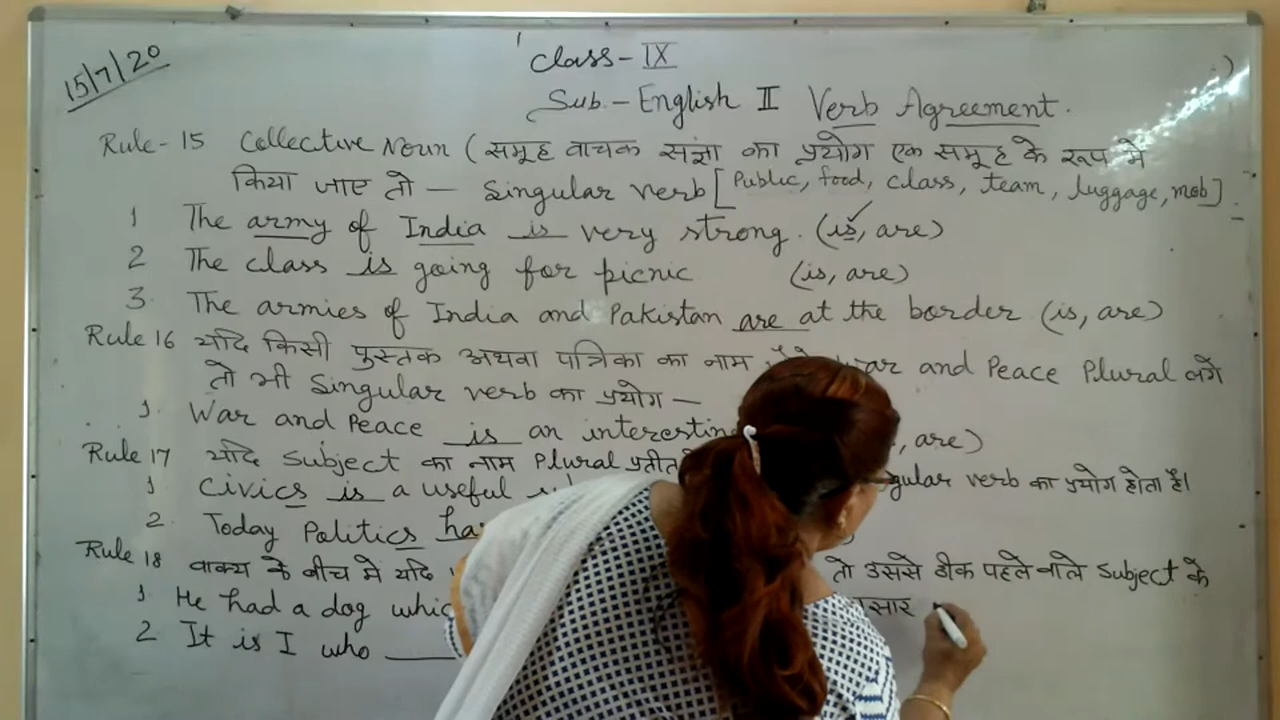 15/7/20
Class - IX
Sub. - English II Verb Agreement.
Rule - 15 Collective Noun (समूह वाचक संज्ञा का प्रयोग एक समूह के रूप में
किया जाए तो — Singular verb [Public, food, class, team, luggage, mob]
1 The army of India is very strong. (is, are)
2 The class is going for picnic (is, are)
3. The armies of India and Pakistan are at the border (is, are)
Rule 16 यदि किसी पुस्तक अथवा पत्रिका का नाम and Peace Plural लगे
तो भी Singular verb का प्रयोग —
1. War and Peace is an , are)
Rule 17 यदि subject का नाम Plural verb का प्रयोग होता है।
1 Civics is a useful
2. Today Politics
Rule 18 वाक्य के बीच में यदि तो उससे ठीक पहले वाले subject के
1 He had a dog
2 It is I who ____